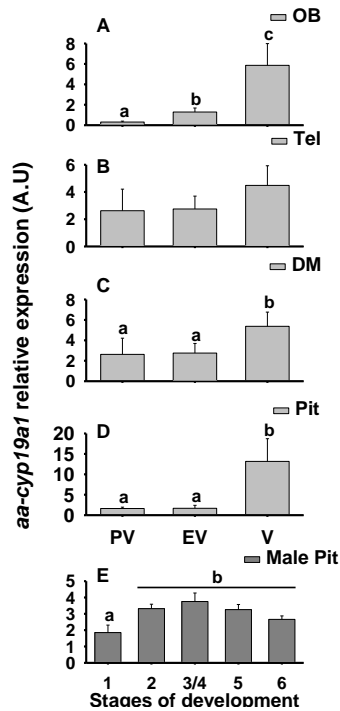 OB
A
8
6
4
2
0
a
b
c
Tel
B
6
4
2
0
DM
C
8
6
4
2
0
a
a
b
Pit
D
20
15
10
5
0
a
a
b
PV
EV
V
Male Pit
E
5
4
3
2
1
0
a
b
1
2
3/4
5
6
Stages of development
aa-cyp19a1 relative expression (A.U)